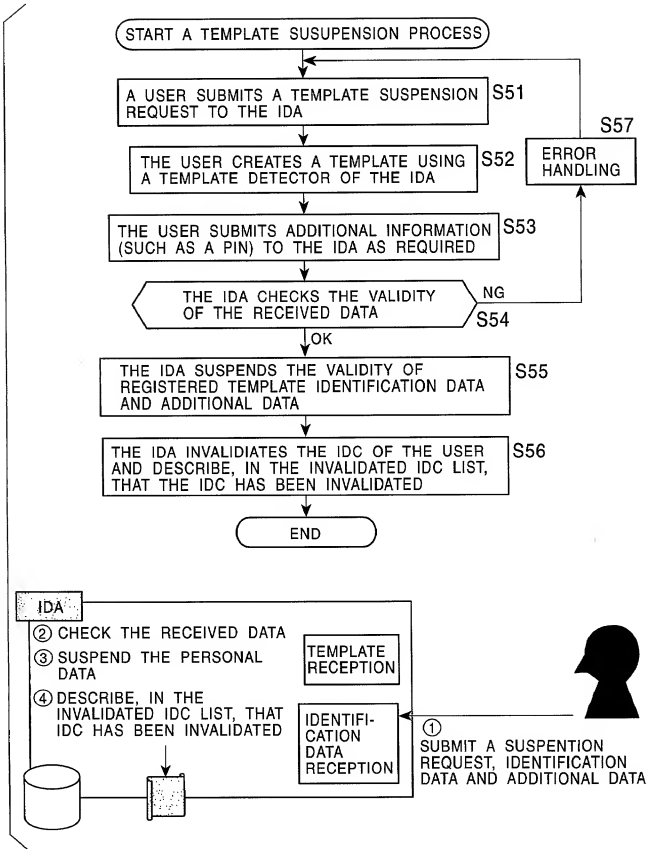 START A TEMPLATE SUSUPENSION PROCESS
A USER SUBMITS A TEMPLATE SUSPENSION
REQUEST TO THE IDA
S51
THE USER CREATES A TEMPLATE USING
A TEMPLATE DETECTOR OF THE IDA
S52
S57
ERROR
HANDLING
THE USER SUBMITS ADDITIONAL INFORMATION
(SUCH AS A PIN) TO THE IDA AS REQUIRED
S53
THE IDA CHECKS THE VALIDITY
OF THE RECEIVED DATA
NG
S54
OK
THE IDA SUSPENDS THE VALIDITY OF
REGISTERED TEMPLATE IDENTIFICATION DATA
AND ADDITIONAL DATA
S55
THE IDA INVALIDIATES THE IDC OF THE USER
AND DESCRIBE, IN THE INVALIDATED IDC LIST,
THAT THE IDC HAS BEEN INVALIDATED
S56
END
IDA
② CHECK THE RECEIVED DATA
③ SUSPEND THE PERSONAL
DATA
④ DESCRIBE, IN THE
INVALIDATED IDC LIST, THAT
IDC HAS BEEN INVALIDATED
TEMPLATE
RECEPTION
IDENTIFI-
CATION
DATA
RECEPTION
①
SUBMIT A SUSPENTION
REQUEST, IDENTIFICATION
DATA AND ADDITIONAL DATA